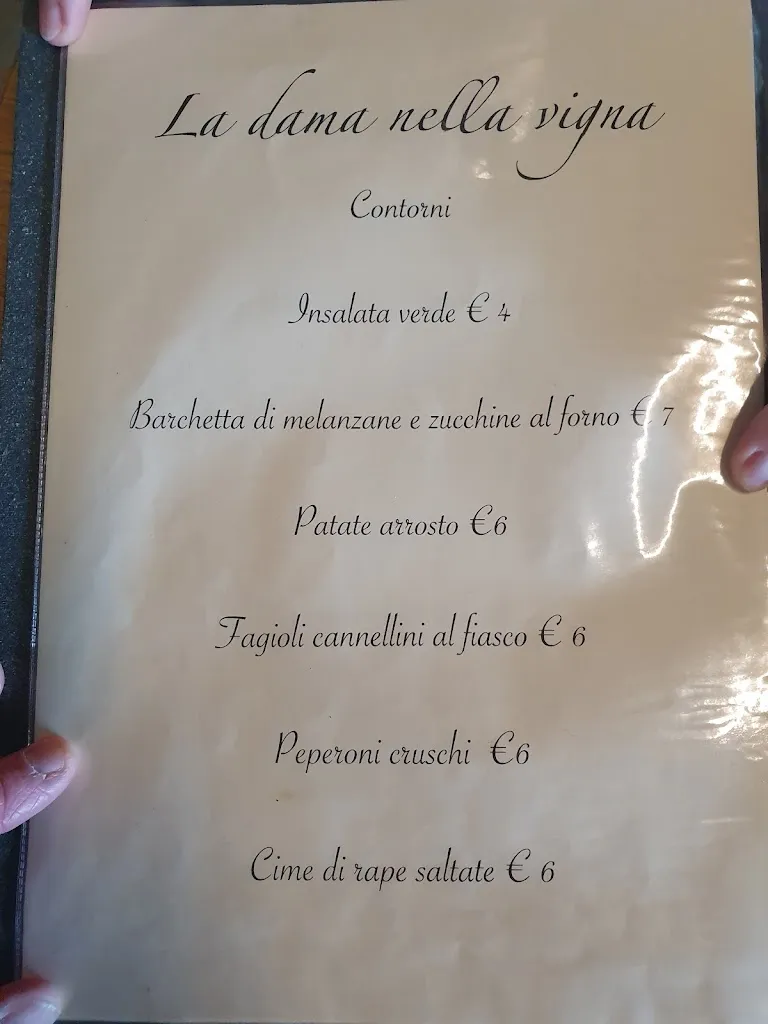 La dama nella vigna
Contorni
Insalata verde € 4
Barchetta di melanzane e zucchine al forno € 7
Patate arrosto €6
Fagioli cannellini al fiasco € 6
Peperoni cruschi €6
Cime di rape saltate € 6